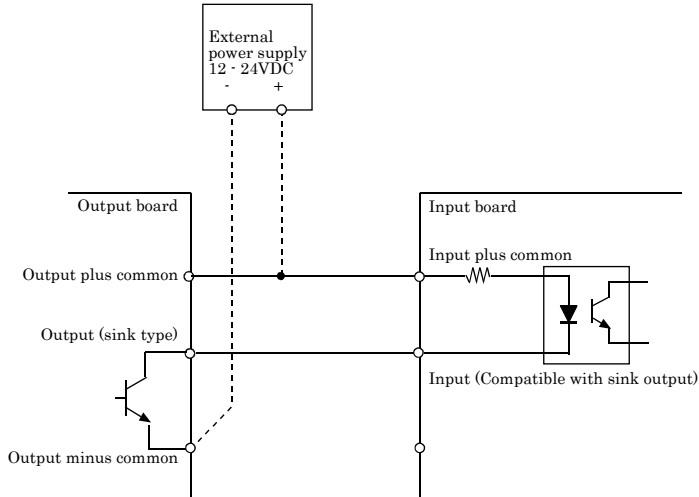 External
power supply
12 - 24VDC
- +
Output board
Input board
Input plus common
Output plus common
Output (sink type)
Input (Compatible with sink output)
Output minus common